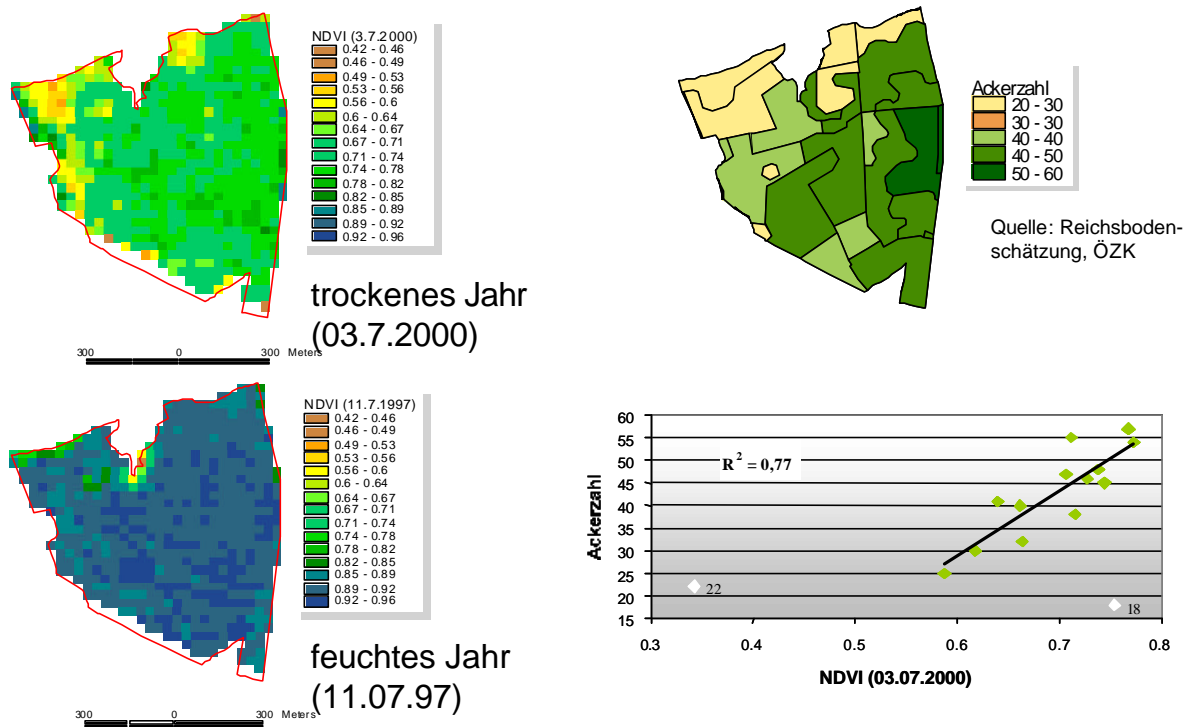 NDVI (3.7.2000)
0.42 - 0.46
0.46 - 0.49
0.49 - 0.53
0.53 - 0.56
0.56 - 0.6
0.6 - 0.64
0.64 - 0.67
0.67 - 0.71
0.71 - 0.74
0.74 - 0.78
0.78 - 0.82
0.82 - 0.85
0.85 - 0.89
0.89 - 0.92
0.92 - 0.96
trockenes Jahr
(03.7.2000)
300 0 300 Meters
Ackerzahl
20 - 30
30 - 30
40 - 40
40 - 50
50 - 60
Quelle: Reichsboden-
schätzung, ÖZK
NDVI (11.7.1997)
0.42 - 0.46
0.46 - 0.49
0.49 - 0.53
0.53 - 0.56
0.56 - 0.6
0.6 - 0.64
0.64 - 0.67
0.67 - 0.71
0.71 - 0.74
0.74 - 0.78
0.78 - 0.82
0.82 - 0.85
0.85 - 0.89
0.89 - 0.92
0.92 - 0.96
feuchtes Jahr
(11.07.97)
300 0 300 Meters
Ackerzahl
60
55
50
45
40
35
30
25
20
15
R² = 0,77
22
18
0.3 0.4 0.5 0.6 0.7 0.8
NDVI (03.07.2000)